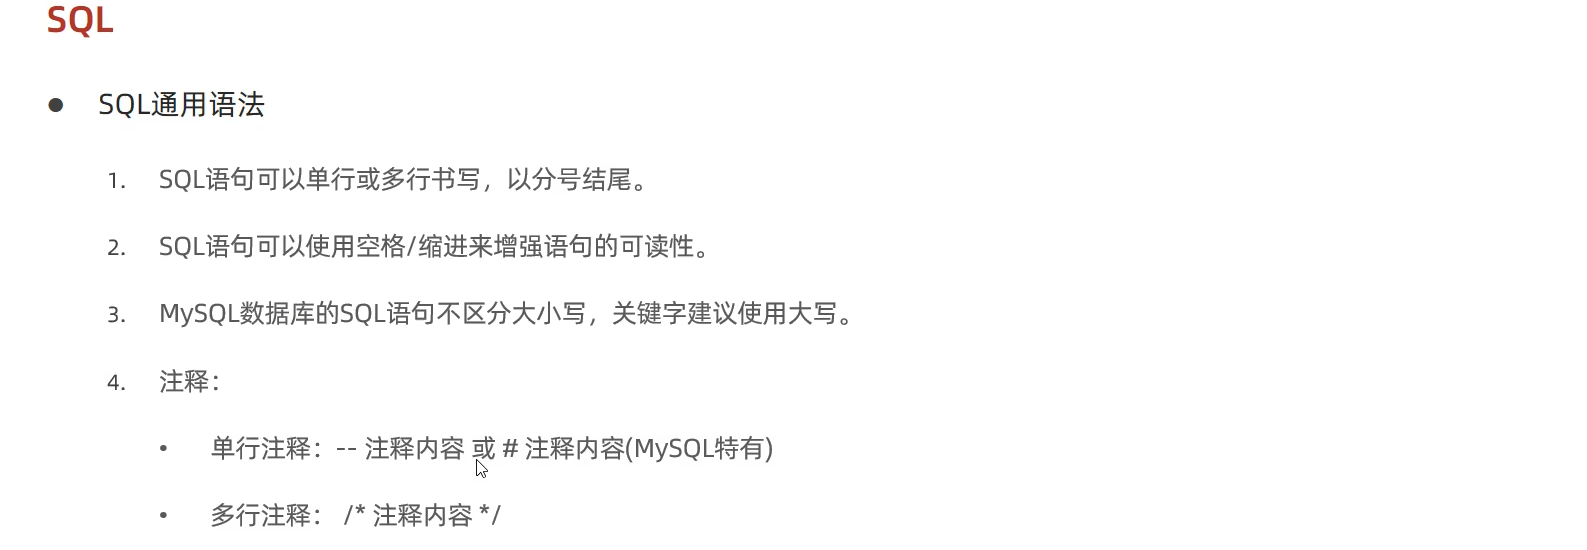 SQL
● SQL通用语法
1. SQL语句可以单行或多行书写，以分号结尾。
2. SQL语句可以使用空格/缩进来增强语句的可读性。
3. MySQL数据库的SQL语句不区分大小写，关键字建议使用大写。
4. 注释：
• 单行注释：-- 注释内容 或 # 注释内容(MySQL特有)
• 多行注释： /* 注释内容 */